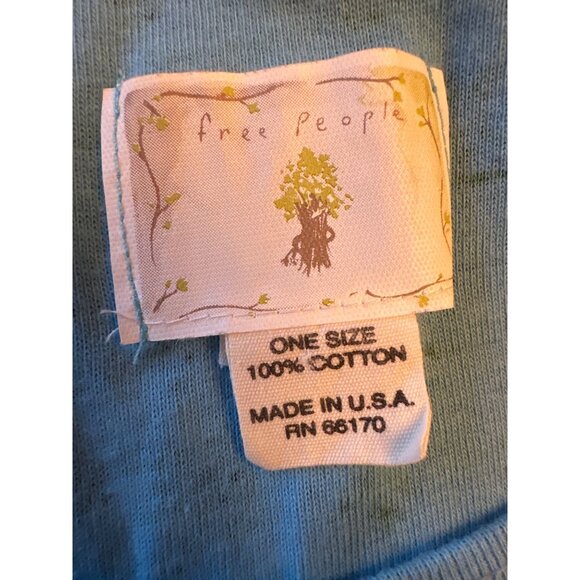 free people
ONE SIZE
100% COTTON
MADE IN U.S.A.
RN 66170